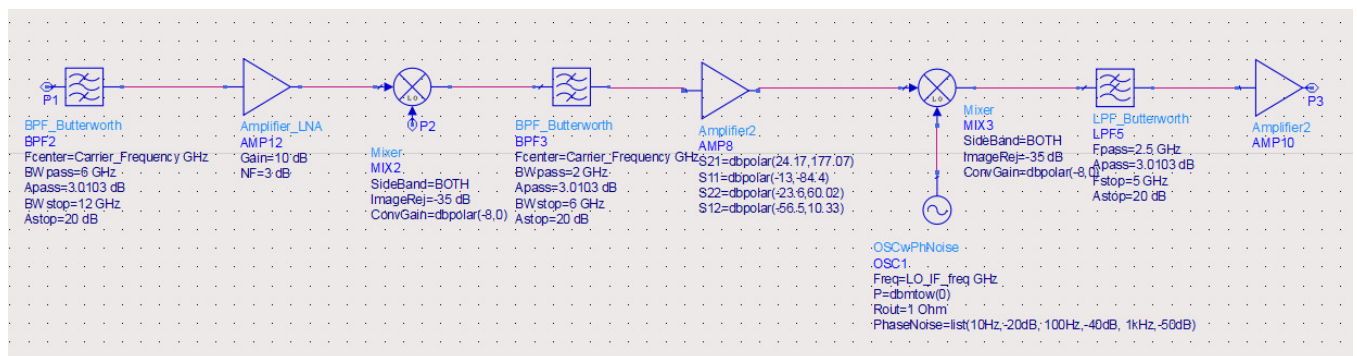 P1
BPF_Butterworth
BPF2
Fcenter=Carrier_Frequency GHz
BWpass=6 GHz
Apass=3.0103 dB
BWstop=12 GHz
Astop=20 dB
Amplifier_LNA
AMP12
Gain=10 dB
NF=3 dB
LO
P2
Mixer
MIX2
SideBand=BOTH
ImageRej=-35 dB
ConvGain=dbpolar(-8,0)
BPF_Butterworth
BPF3
Fcenter=Carrier_Frequency GHz
BWpass=2 GHz
Apass=3.0103 dB
BWstop=6 GHz
Astop=20 dB
Amplifier2
AMP8
S21=dbpolar(24.17,177.07)
S11=dbpolar(-13,-84.4)
S22=dbpolar(-23.6,60.02)
S12=dbpolar(-56.5,10.33)
LO
Mixer
MIX3
SideBand=BOTH
ImageRej=-35 dB
ConvGain=dbpolar(-8,0)
OSCwPhNoise
OSC1
Freq=LO_IF_freq GHz
P=dbmtow(0)
Rout=1 Ohm
PhaseNoise=list(10Hz,-20dB, 100Hz,-40dB, 1kHz,-50dB)
LPF_Butterworth
LPF5
Fpass=2.5 GHz
Apass=3.0103 dB
Fstop=5 GHz
Astop=20 dB
P3
Amplifier2
AMP10